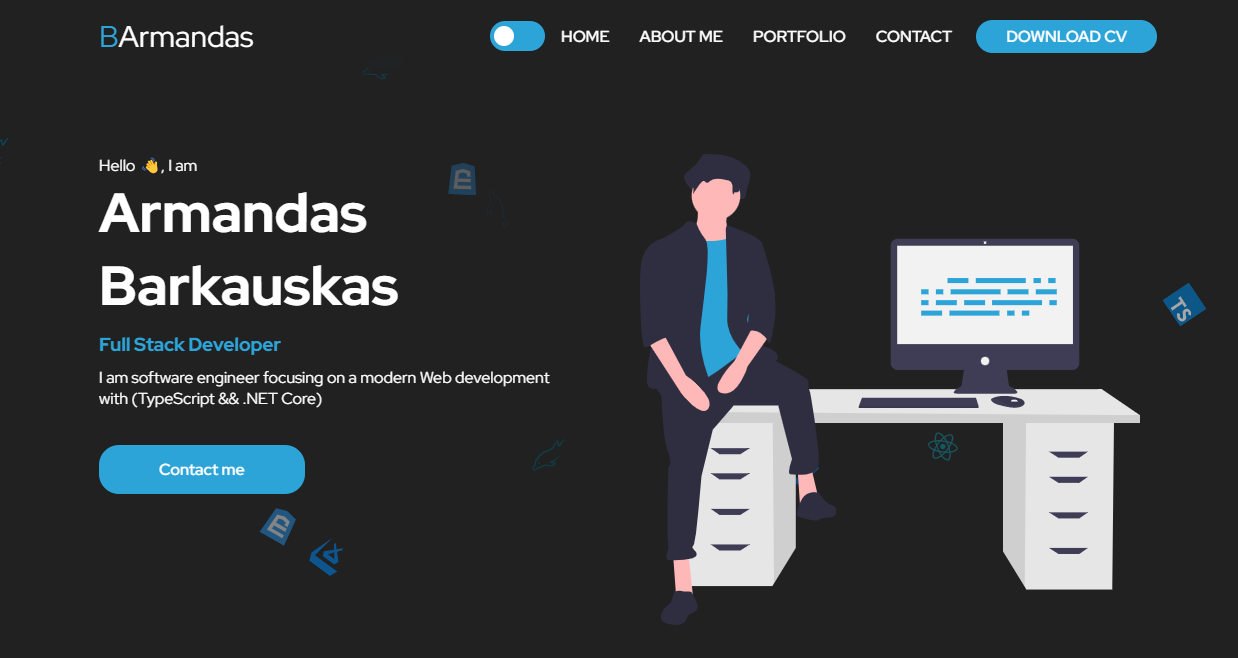 BArmandas
HOME ABOUT ME PORTFOLIO CONTACT DOWNLOAD CV
Hello 👋, I am
Armandas
Barkauskas
Full Stack Developer
I am software engineer focusing on a modern Web development
with (TypeScript && .NET Core)
Contact me
TS